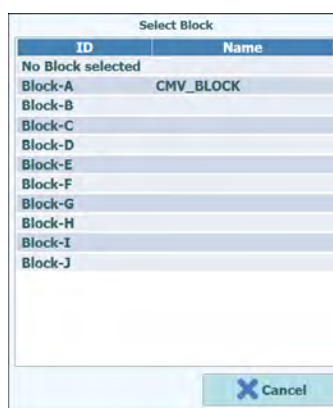 Select Block
ID Name
No Block selected
Block-A CMV_BLOCK
Block-B
Block-C
Block-D
Block-E
Block-F
Block-G
Block-H
Block-I
Block-J
Cancel